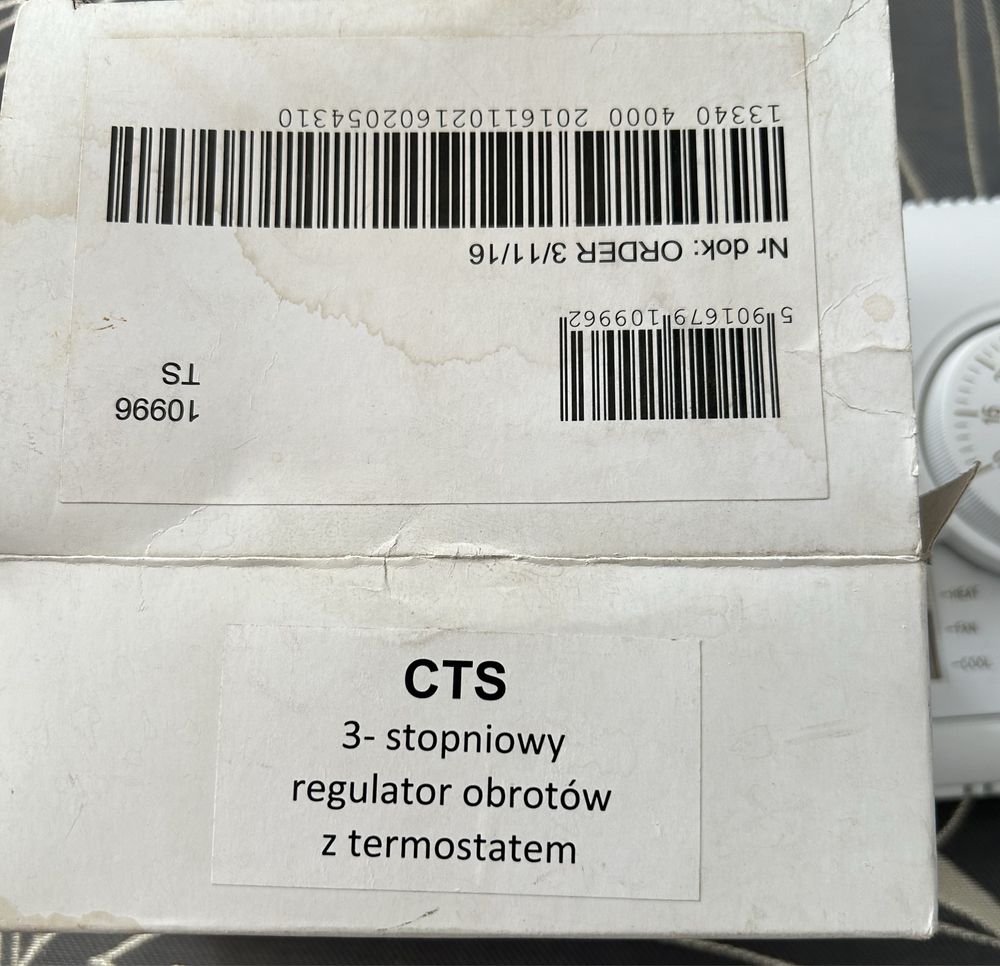 13340 4000 201611021602054310
Nr dok: ORDER 3/11/16
5 901679 109962
10996
TS
CTS
3- stopniowy
regulator obrotów
z termostatem
HEAT
FAN
COOL